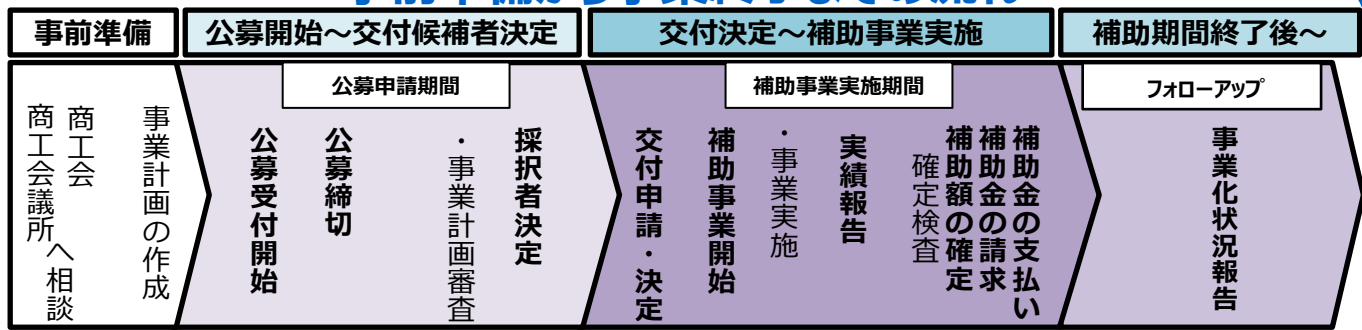 事前準備
公募開始～交付候補者決定
交付決定～補助事業実施
補助期間終了後～
事業計画の作成
商工会
商工会議所
へ相談
公募申請期間
公募受付開始
公募締切
・事業計画審査
採択者決定
補助事業実施期間
交付申請・決定
補助事業開始
・事業実施
実績報告
確定検査
補助額の確定
補助金の請求
補助金の支払い
フォローアップ
事業化状況報告